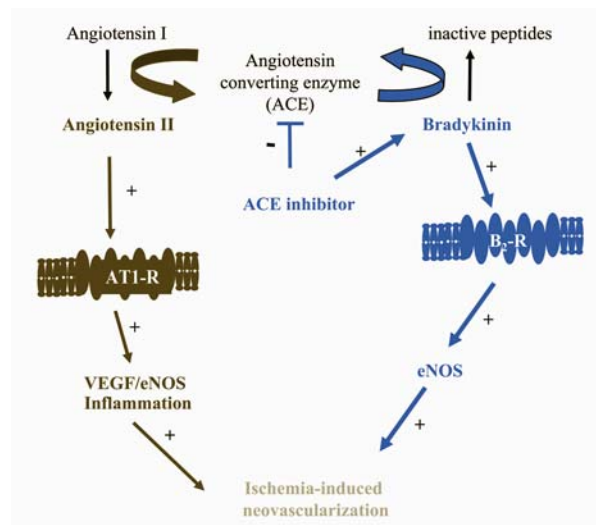 Angiotensin I
Angiotensin
converting enzyme
(ACE)
inactive peptides
Angiotensin II
Bradykinin
-
+
ACE inhibitor
+
+
AT1-R
B₂-R
+
+
VEGF/eNOS
Inflammation
eNOS
+
+
Ischemia-induced
neovascularization